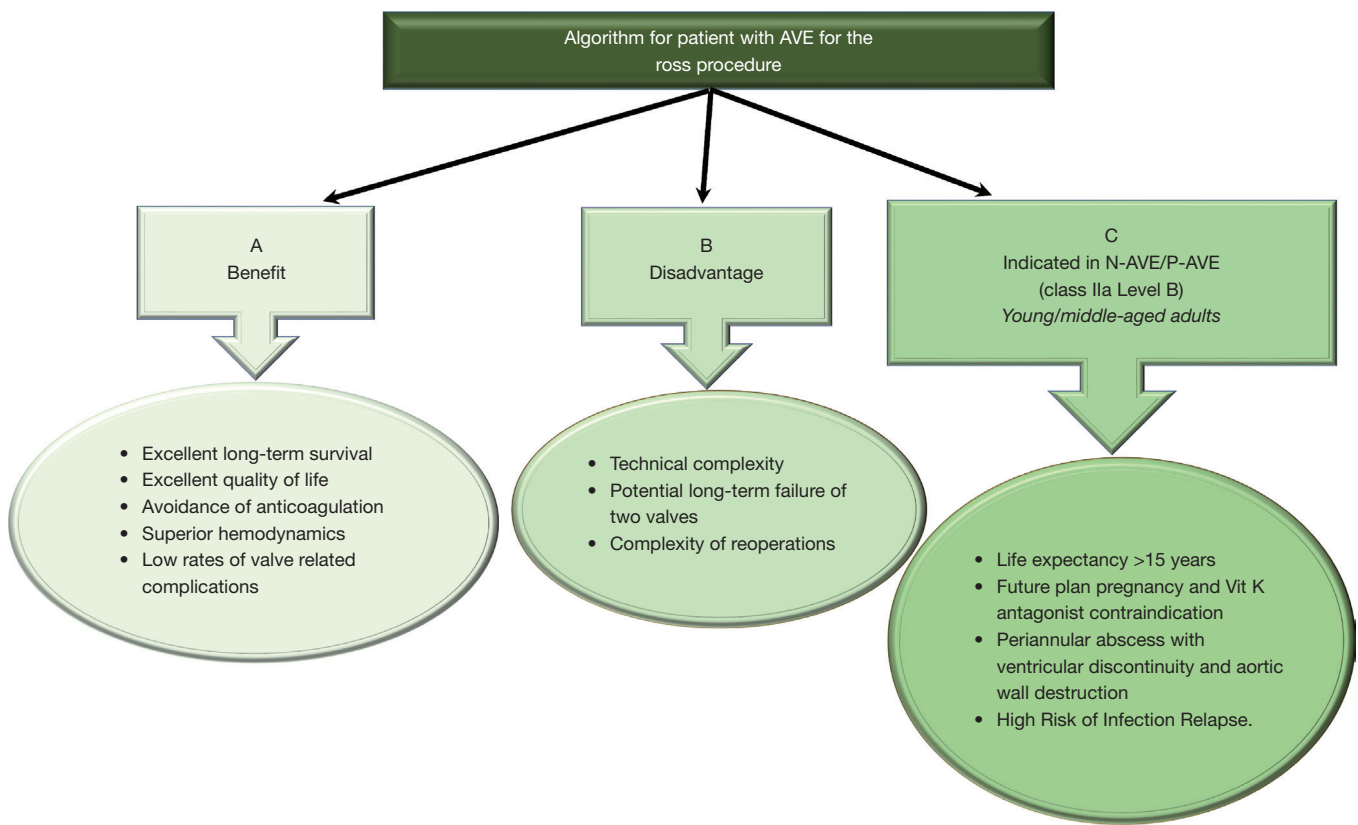 Algorithm for patient with AVE for the
ross procedure
A
Benefit
B
Disadvantage
C
Indicated in N-AVE/P-AVE
(class IIa Level B)
Young/middle-aged adults
• Excellent long-term survival
• Excellent quality of life
• Avoidance of anticoagulation
• Superior hemodynamics
• Low rates of valve related
complications
• Technical complexity
• Potential long-term failure of
two valves
• Complexity of reoperations
• Life expectancy >15 years
• Future plan pregnancy and Vit K
antagonist contraindication
• Periannular abscess with
ventricular discontinuity and aortic
wall destruction
• High Risk of Infection Relapse.